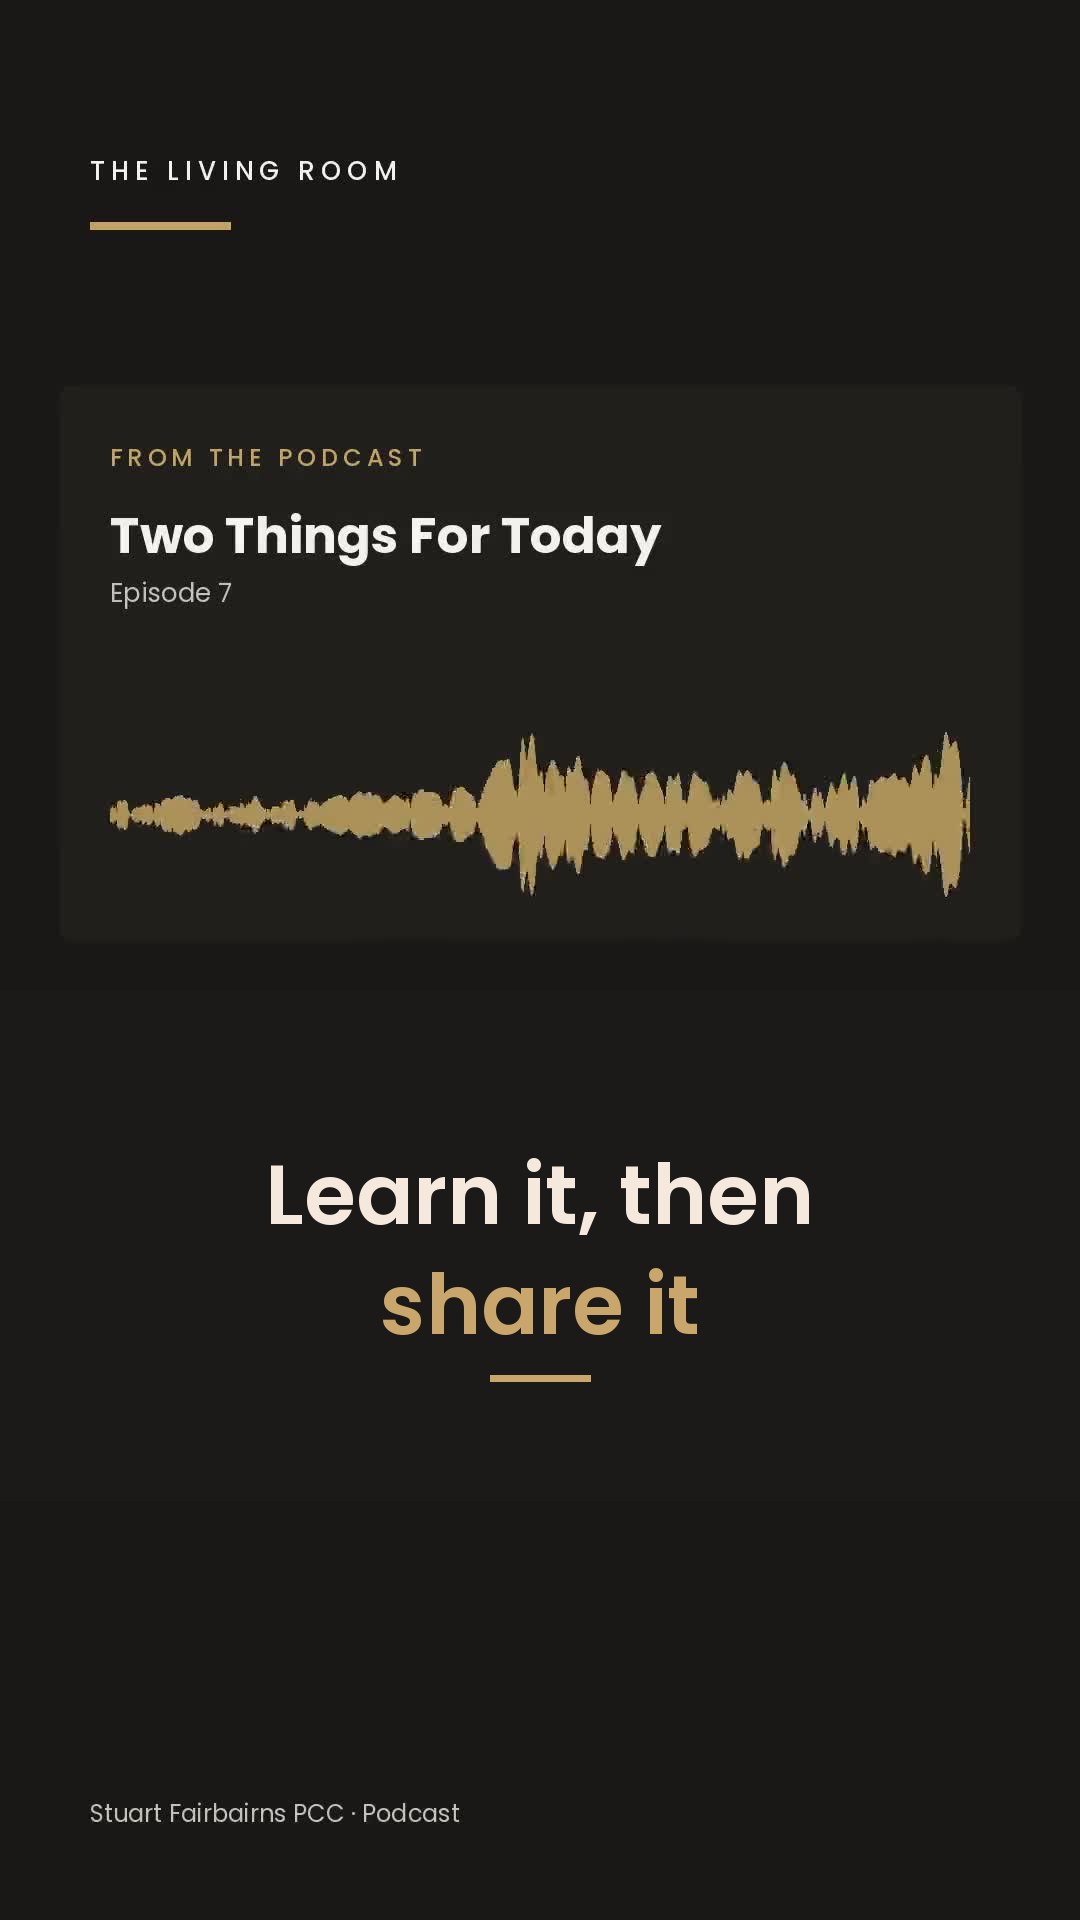 THE LIVING ROOM
FROM THE PODCAST
Two Things For Today
Episode 7
Learn it, then
share it
Stuart Fairbairns PCC · Podcast